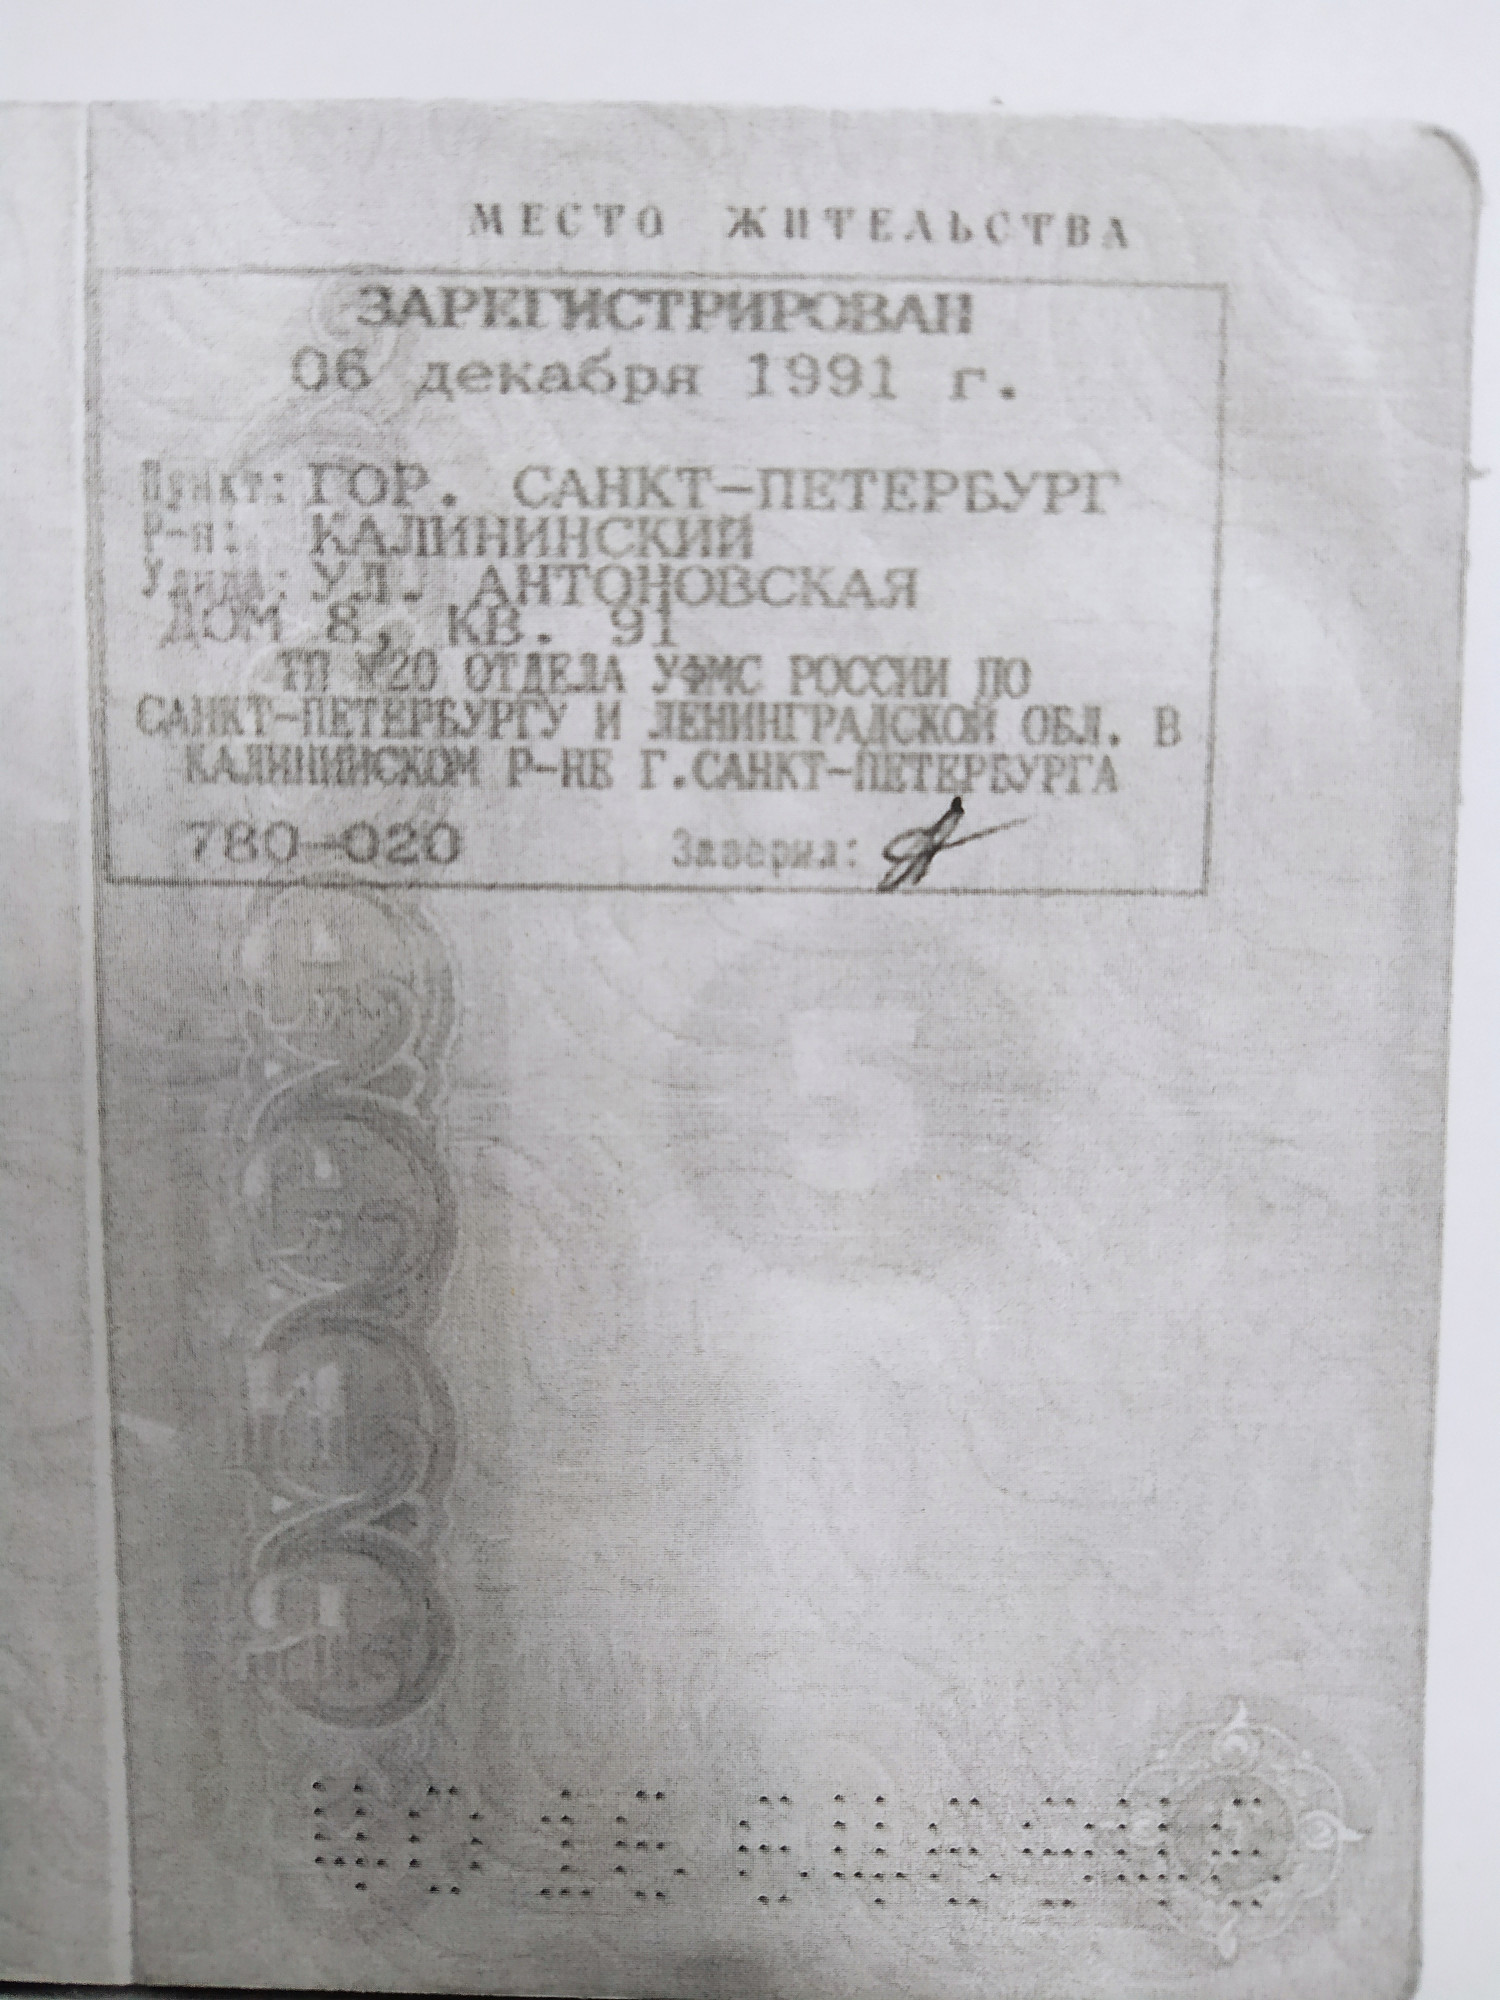 МЕСТО ЖИТЕЛЬСТВА
ЗАРЕГИСТРИРОВАН
06 декабря 1991 г.
Пункт: ГОР. САНКТ-ПЕТЕРБУРГ
Р-н: КАЛИНИНСКИЙ
Улица: УЛ. АНТОНОВСКАЯ
ДОМ 8, КВ. 91
ТП №20 ОТДЕЛА УФМС РОССИИ ПО
САНКТ-ПЕТЕРБУРГУ И ЛЕНИНГРАДСКОЙ ОБЛ. В
КАЛИНИНСКОМ Р-НЕ Г.САНКТ-ПЕТЕРБУРГА
780-020 Заверил:
5